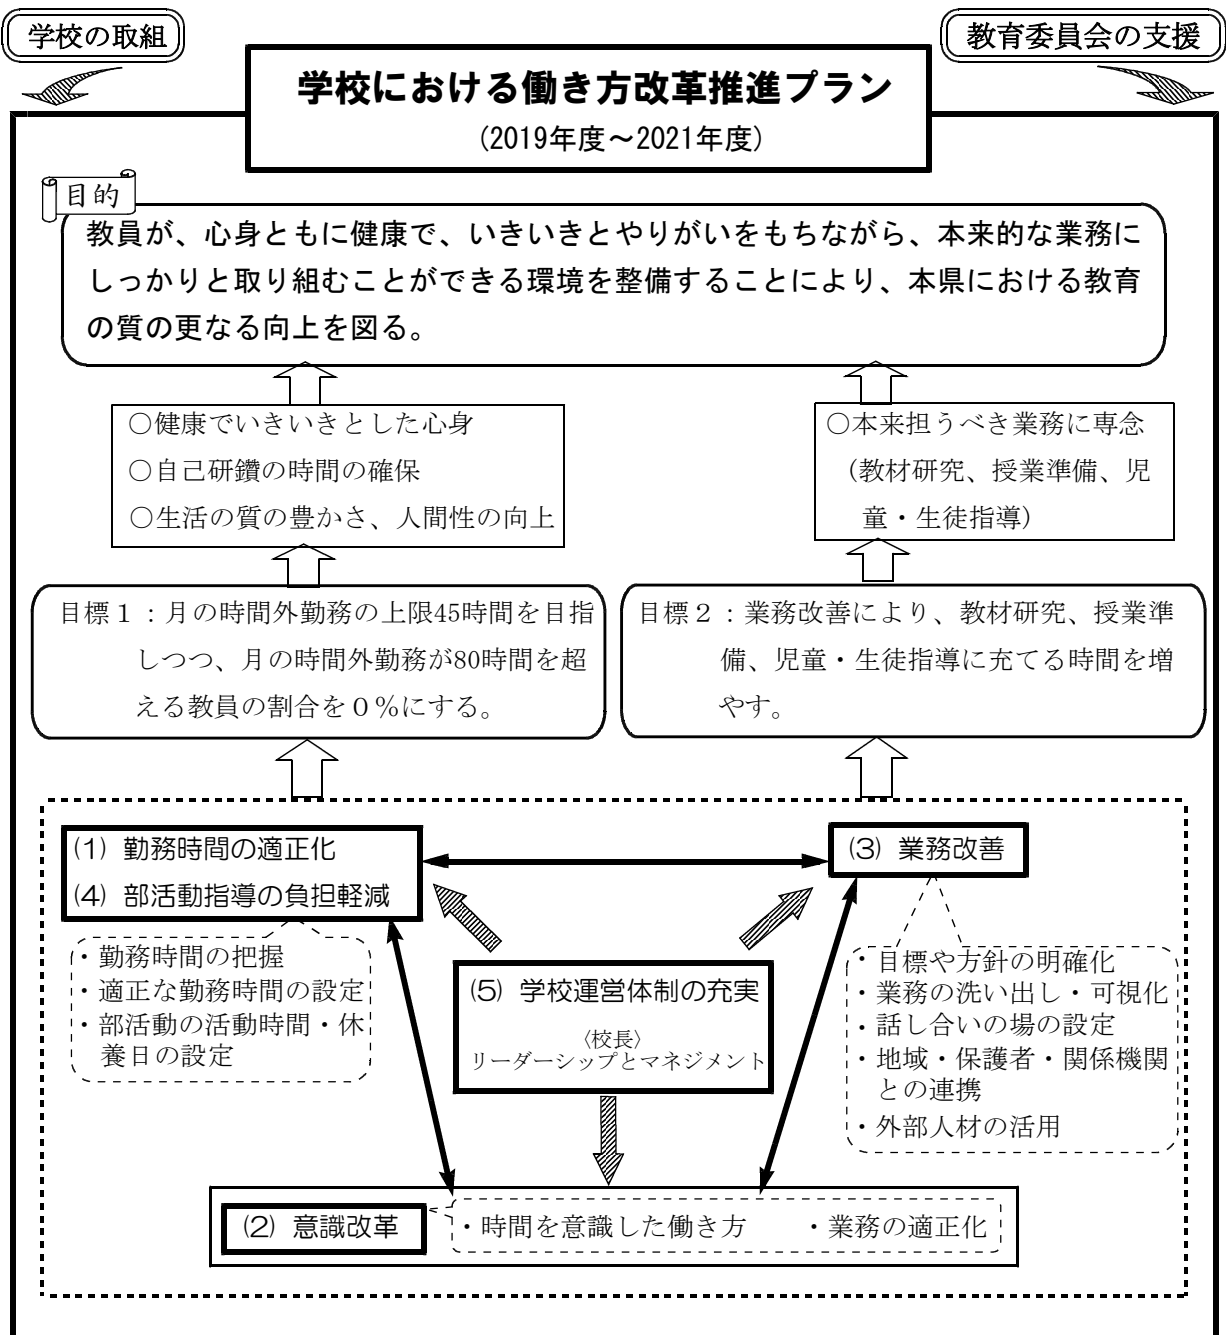 学校の取組
教育委員会の支援
学校における働き方改革推進プラン
(2019年度～2021年度)
目的
教員が、心身ともに健康で、いきいきとやりがいをもちながら、本来的な業務に
しっかりと取り組むことができる環境を整備することにより、本県における教育
の質の更なる向上を図る。
○健康でいきいきとした心身
○自己研鑽の時間の確保
○生活の質の豊かさ、人間性の向上
○本来担うべき業務に専念
（教材研究、授業準備、児
童・生徒指導）
目標１：月の時間外勤務の上限45時間を目指
しつつ、月の時間外勤務が80時間を超
える教員の割合を０％にする。
目標２：業務改善により、教材研究、授業準
備、児童・生徒指導に充てる時間を増
やす。
(1) 勤務時間の適正化
(4) 部活動指導の負担軽減
(3) 業務改善
・勤務時間の把握
・適正な勤務時間の設定
・部活動の活動時間・休
養日の設定
(5) 学校運営体制の充実
〈校長〉
リーダーシップとマネジメント
・目標や方針の明確化
・業務の洗い出し・可視化
・話し合いの場の設定
・地域・保護者・関係機関
との連携
・外部人材の活用
(2) 意識改革
・時間を意識した働き方　・業務の適正化